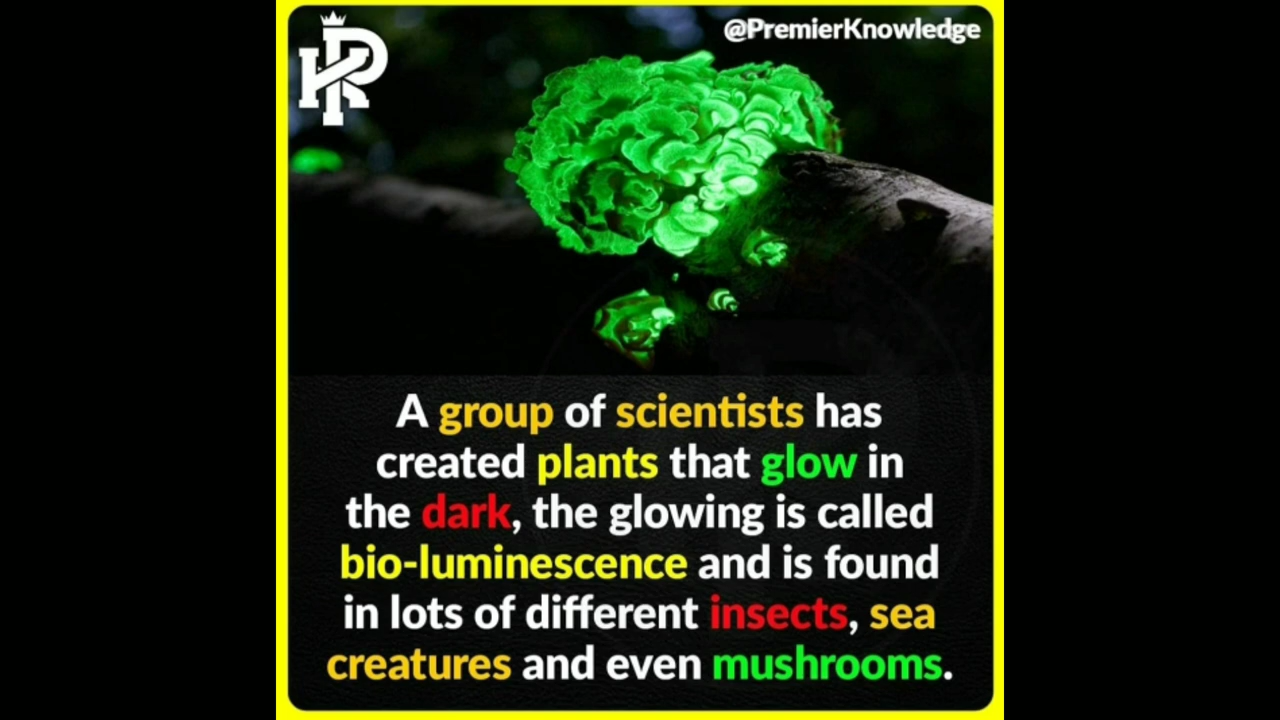 @PremierKnowledge
A group of scientists has
created plants that glow in
the dark, the glowing is called
bio-luminescence and is found
in lots of different insects, sea
creatures and even mushrooms.